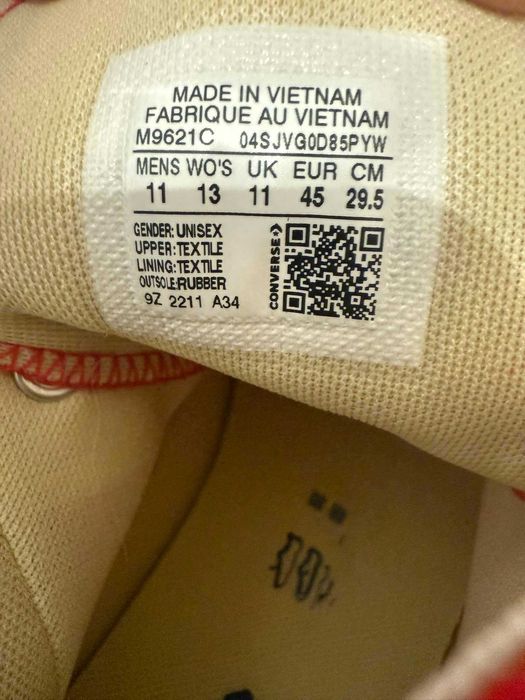 MADE IN VIETNAM
FABRIQUE AU VIETNAM
M9621C 04SJVG0D85PYW
MENS WO'S UK EUR CM
11 13 11 45 29.5
GENDER: UNISEX
UPPER: TEXTILE
LINING: TEXTILE
OUTSOLE: RUBBER
9Z 2211 A34
CONVERSE